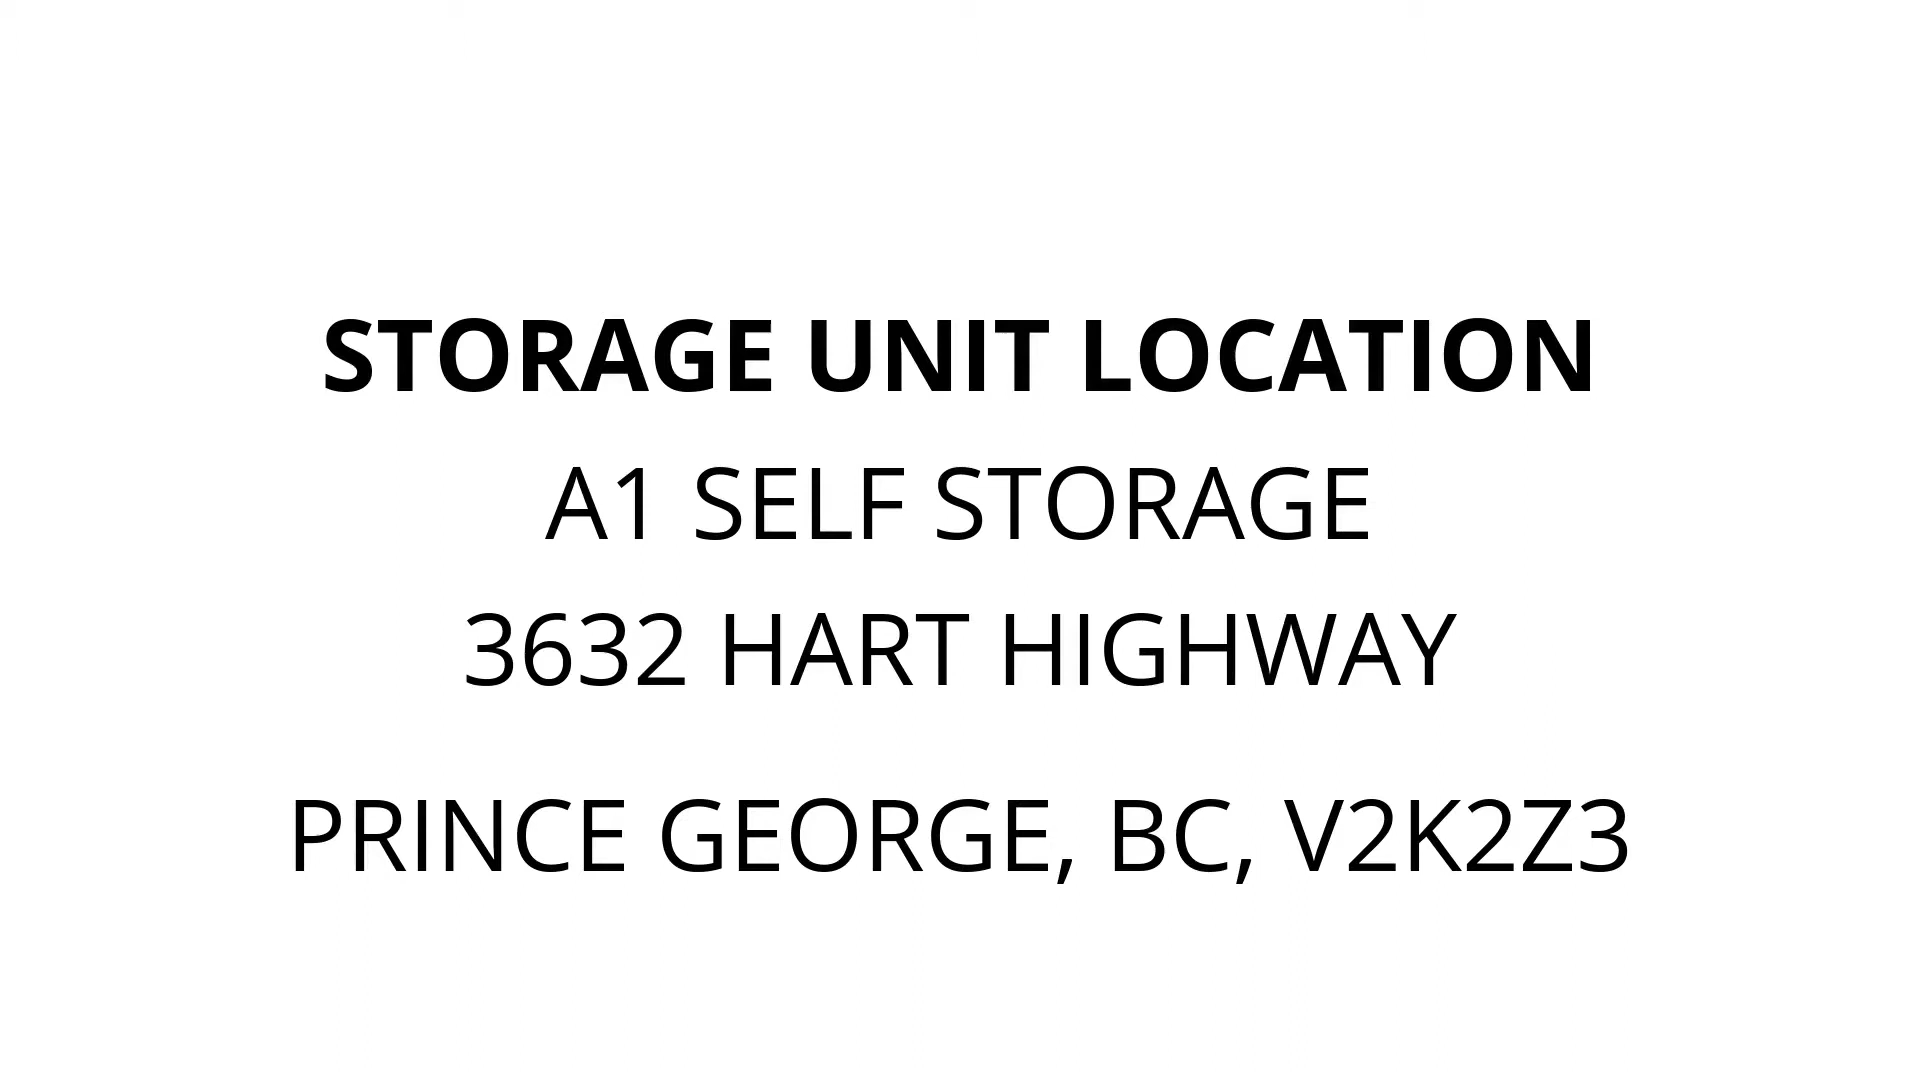 STORAGE UNIT LOCATION
A1 SELF STORAGE
3632 HART HIGHWAY
PRINCE GEORGE, BC, V2K2Z3